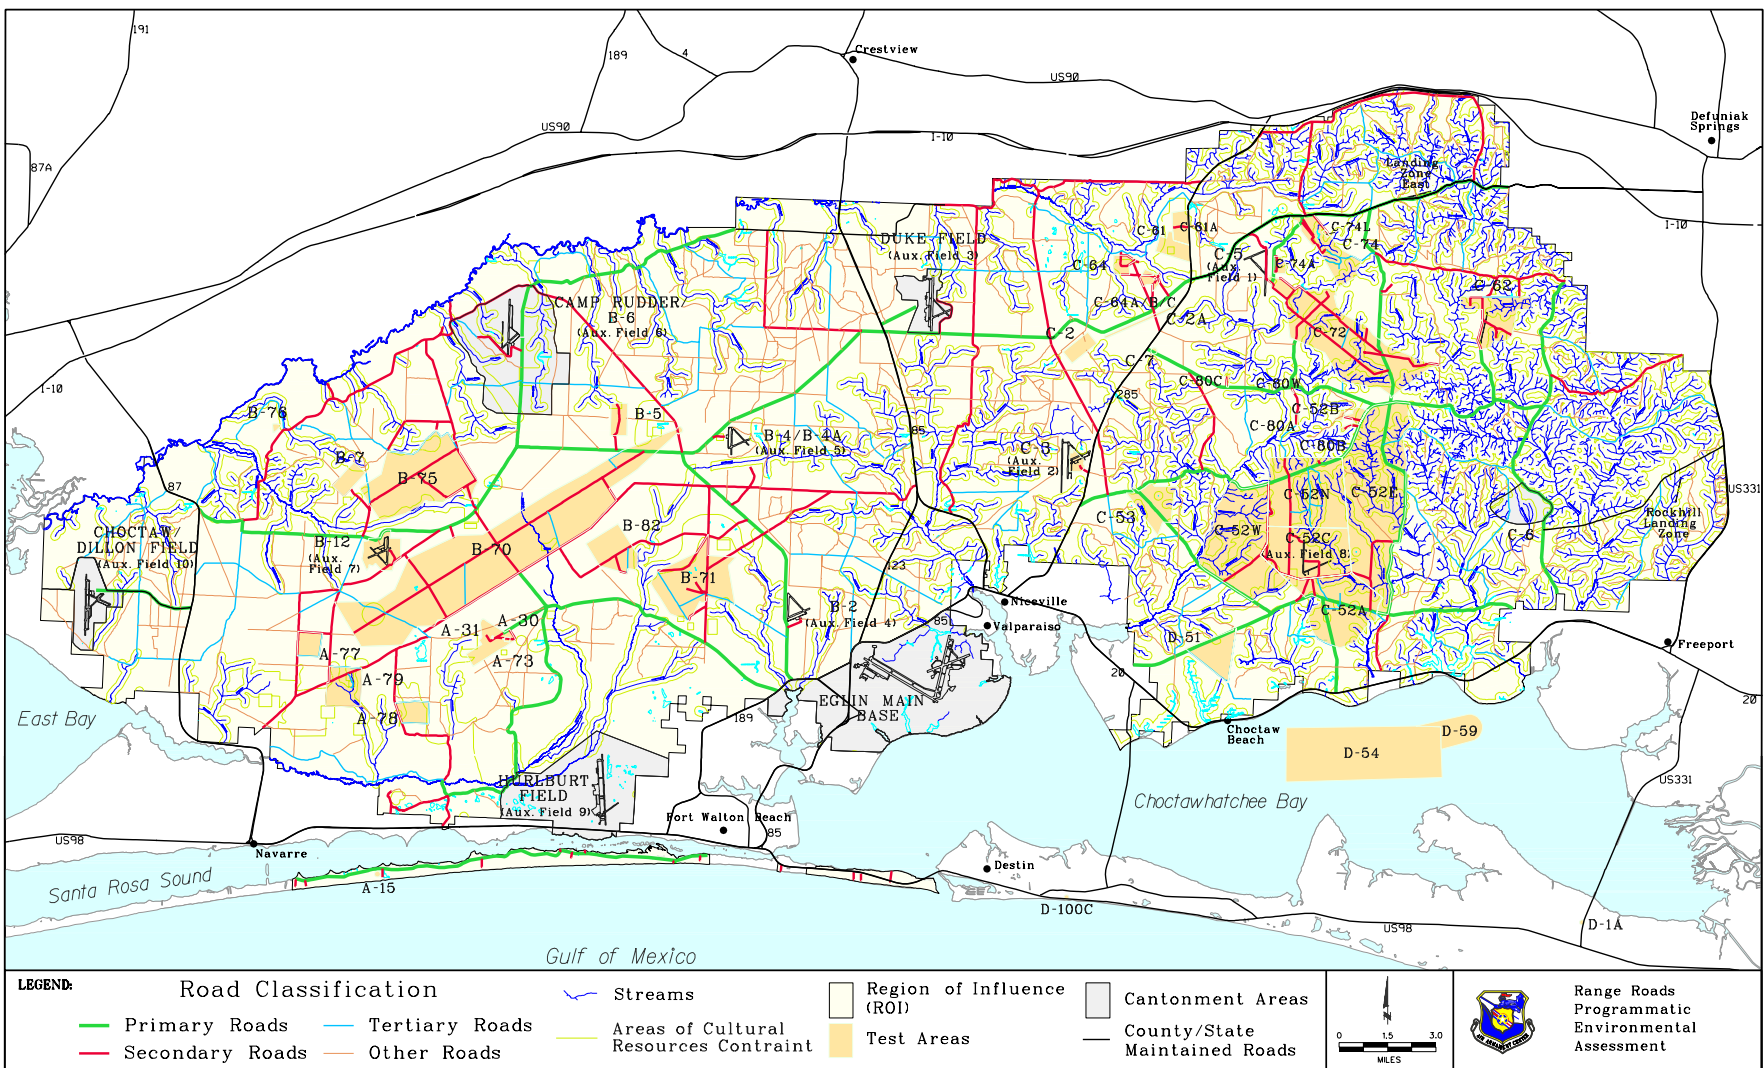 191
189
4
Crestview
US90
US90
I-10
Defuniak
Springs
87A
Landing
Zone
East
I-10
C-61
C-61A
C-74L
C-74
DUKE FIELD
(Aux. Field 3)
C-64
C-5
(Aux.
Field 1)
C-74A
C-62
CAMP RUDDER
B-6
(Aux. Field 6)
C-64A/B/C
C-2A
C-2
C-72
C-7
I-10
C-80C
C-80W
285
B-76
B-5
C-52B
C-80A
B-4/B-4A
(Aux. Field 5)
85
C-3
(Aux.
Field 2)
C-80B
B-7
B-75
87
C-52N
C-52E
US331
C-53
Rockhill
Landing
Zone
B-82
CHOCTAW/
DILLON FIELD
(Aux. Field 10)
B-12
(Aux.
Field 7)
B-70
C-52W
C-52C
(Aux. Field 8)
C-6
123
B-71
Niceville
B-2
(Aux. Field 4)
85
Valparaiso
C-52A
A-30
A-31
D-51
Freeport
A-77
A-73
A-79
20
20
EGLIN MAIN
BASE
East Bay
A-78
189
Choctaw
Beach
D-59
D-54
HURLBURT
FIELD
(Aux. Field 9)
US331
Choctawhatchee Bay
Fort Walton Beach
85
US98
Navarre
Destin
Santa Rosa Sound
A-15
D-100C
US98
D-1A
Gulf of Mexico
LEGEND:
Road Classification
Primary Roads
Secondary Roads
Tertiary Roads
Other Roads
Streams
Areas of Cultural
Resources Contraint
Region of Influence
(ROI)
Test Areas
Cantonment Areas
County/State
Maintained Roads
N
0 1.5 3.0
MILES
AIR ARMAMENT CENTER
Range Roads
Programmatic
Environmental
Assessment